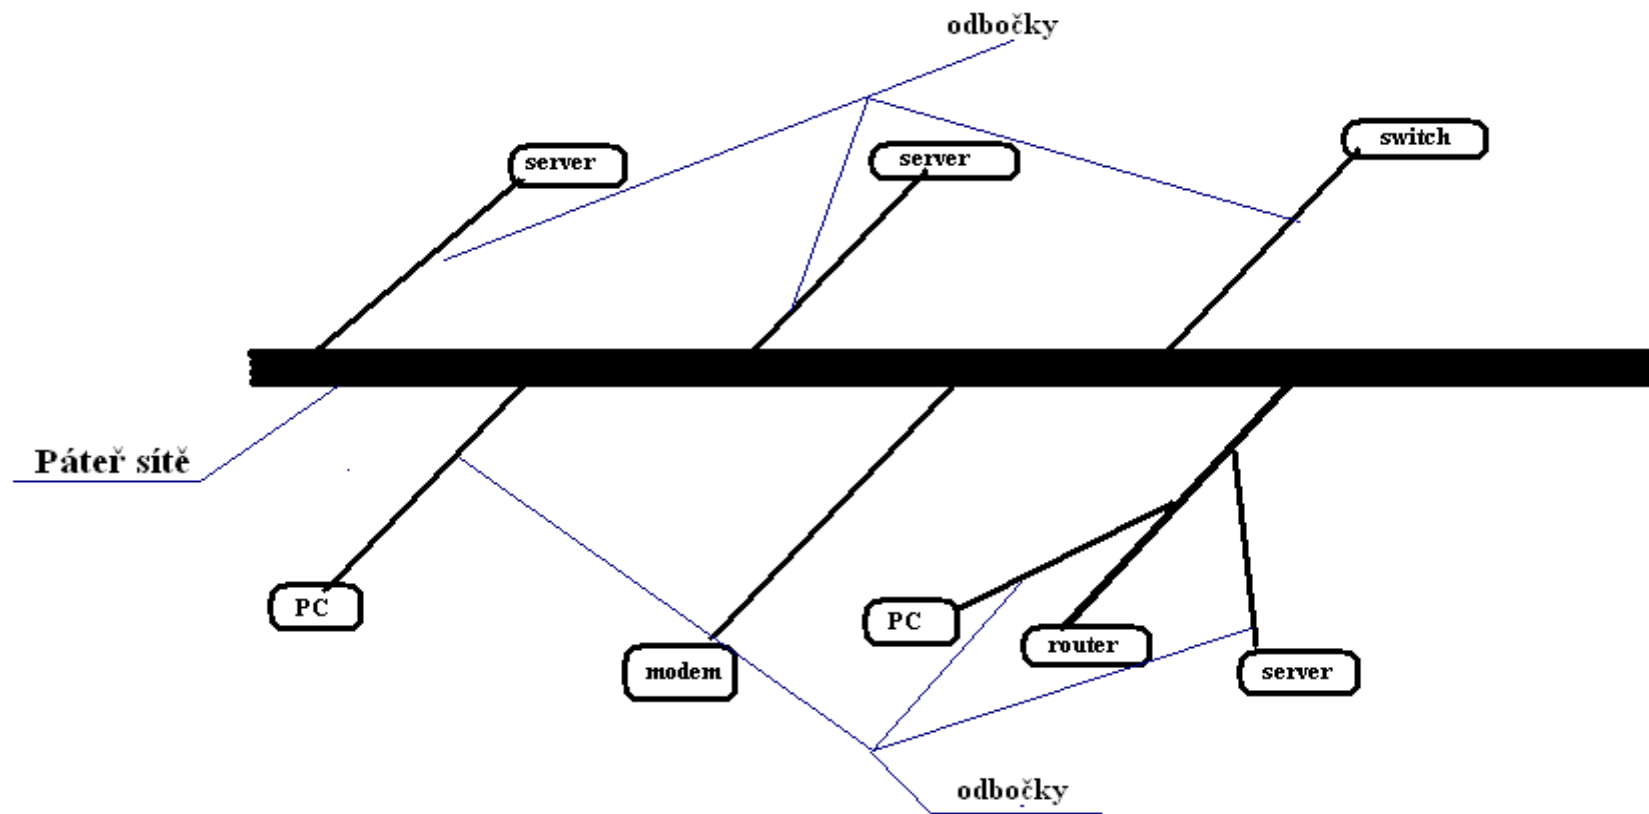 odbočky
switch
server
server
Páteř sítě
PC
PC
router
modem
server
odbočky